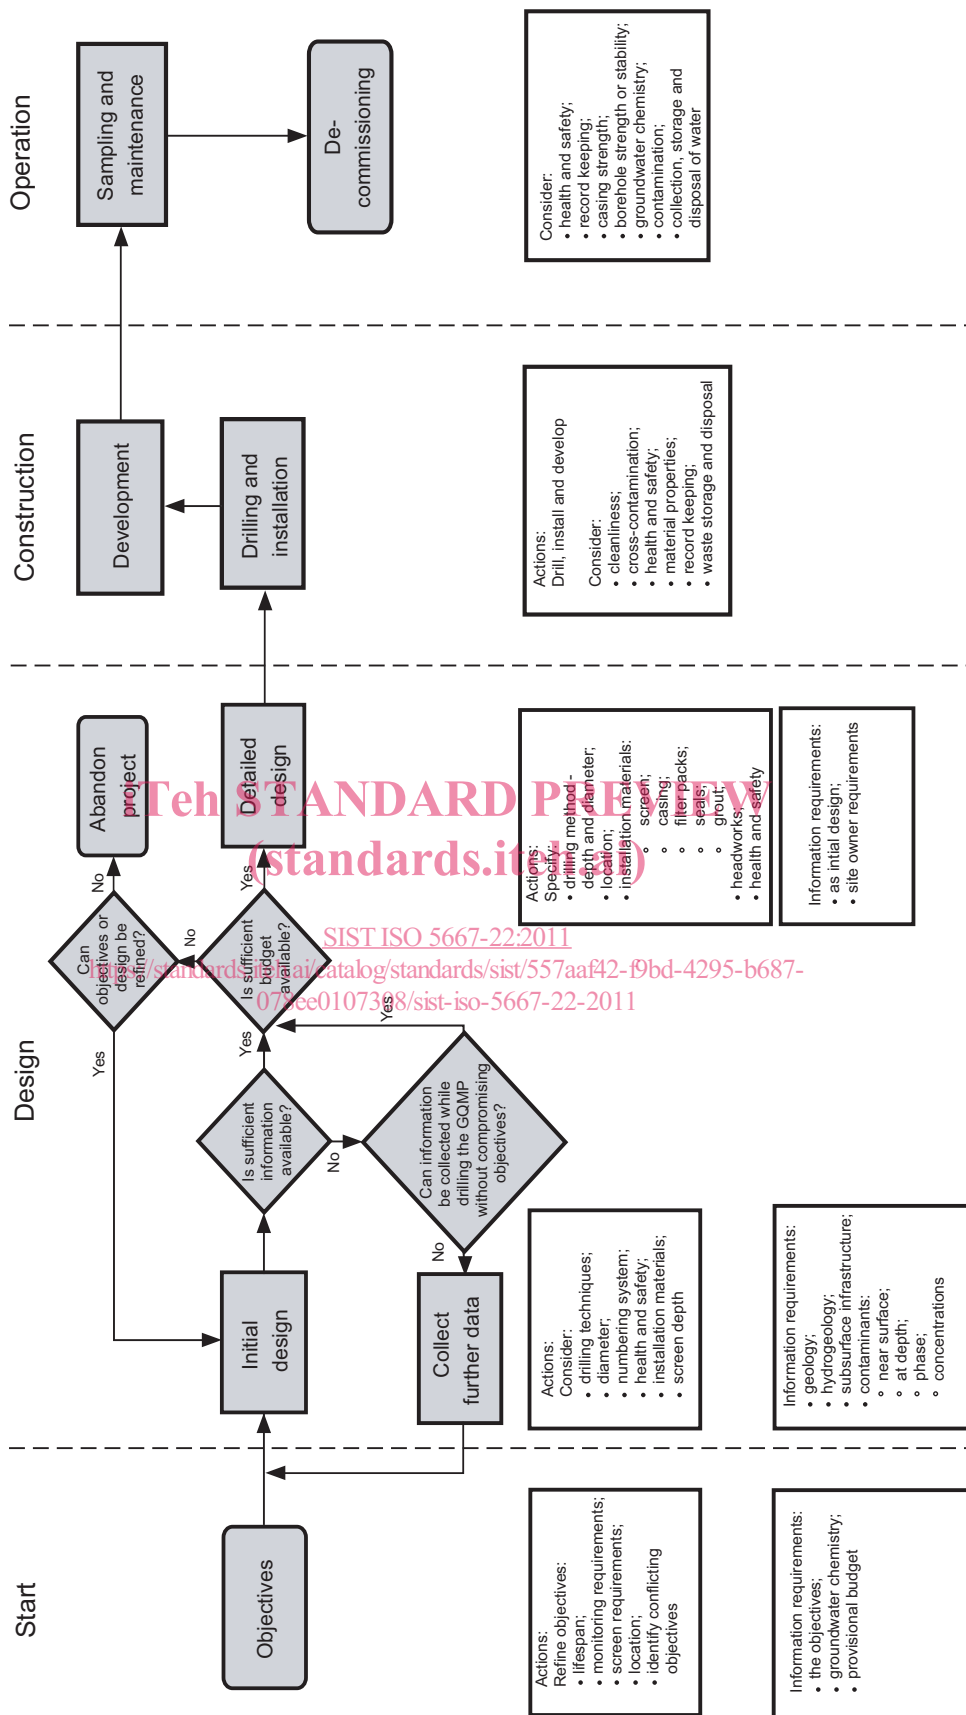 Start
Design
Construction
Operation
Objectives
Initial
design
Is sufficient
information
available?
Yes
No
Can information
be collected while
drilling the GQMP
without compromising
objectives?
No
Yes
Collect
further data
Is sufficient
budget
available?
Yes
No
Can
objectives or
design be
refined?
Yes
No
Abandon
project
Detailed
design
Drilling and
installation
Development
Sampling and
maintenance
De-
commissioning
Actions:
Refine objectives:
• lifespan;
• monitoring requirements;
• screen requirements;
• location;
• identify conflicting
objectives
Information requirements:
• the objectives;
• groundwater chemistry;
• provisional budget
Actions:
Consider:
• drilling techniques;
• diameter;
• numbering system;
• health and safety;
• installation materials;
• screen depth
Information requirements:
• geology;
• hydrogeology;
• subsurface infrastructure;
• contaminants:
° near surface;
° at depth;
° phase;
° concentrations
Actions:
Specify:
• drilling method -
depth and diameter;
• location;
• installation materials:
° screen;
° casing;
° filter packs;
° seals;
° grout;
• headworks;
• health and safety
Information requirements:
• as intial design;
• site owner requirements
Actions:
Drill, install and develop
Consider:
• cleanliness;
• cross-contamination;
• health and safety;
• material properties;
• record keeping;
• waste storage and disposal
Consider:
• health and safety;
• record keeping;
• casing strength;
• borehole strength or stability;
• groundwater chemistry;
• contamination;
• collection, storage and
disposal of water
iTeh STANDARD PREVIEW
(standards.iteh.ai)
SIST ISO 5667-22:2011
https://standards.iteh.ai/catalog/standards/sist/557aaf42-f9bd-4295-b687-
078ee0107308/sist-iso-5667-22-2011